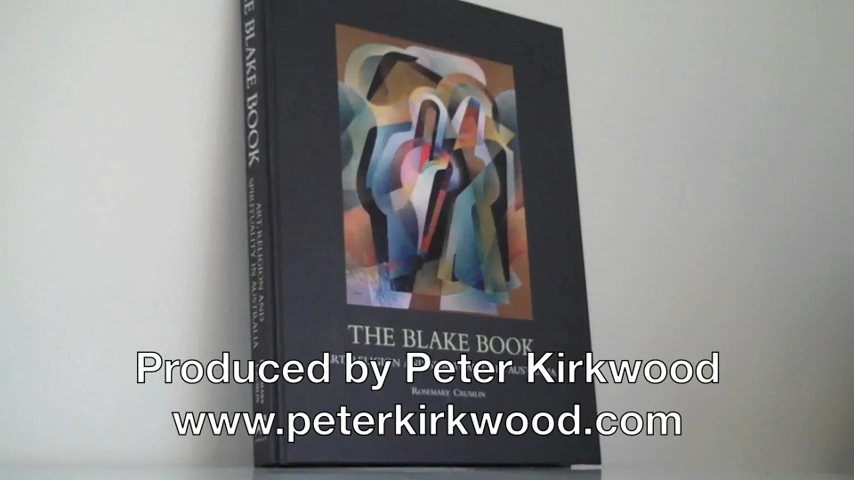 THE BLAKE BOOK
ART, RELIGION AND
SPIRITUALITY IN AUSTRALIA
THE BLAKE BOOK
Produced by Peter Kirkwood
ROSEMARY CRUMLIN
www.peterkirkwood.com